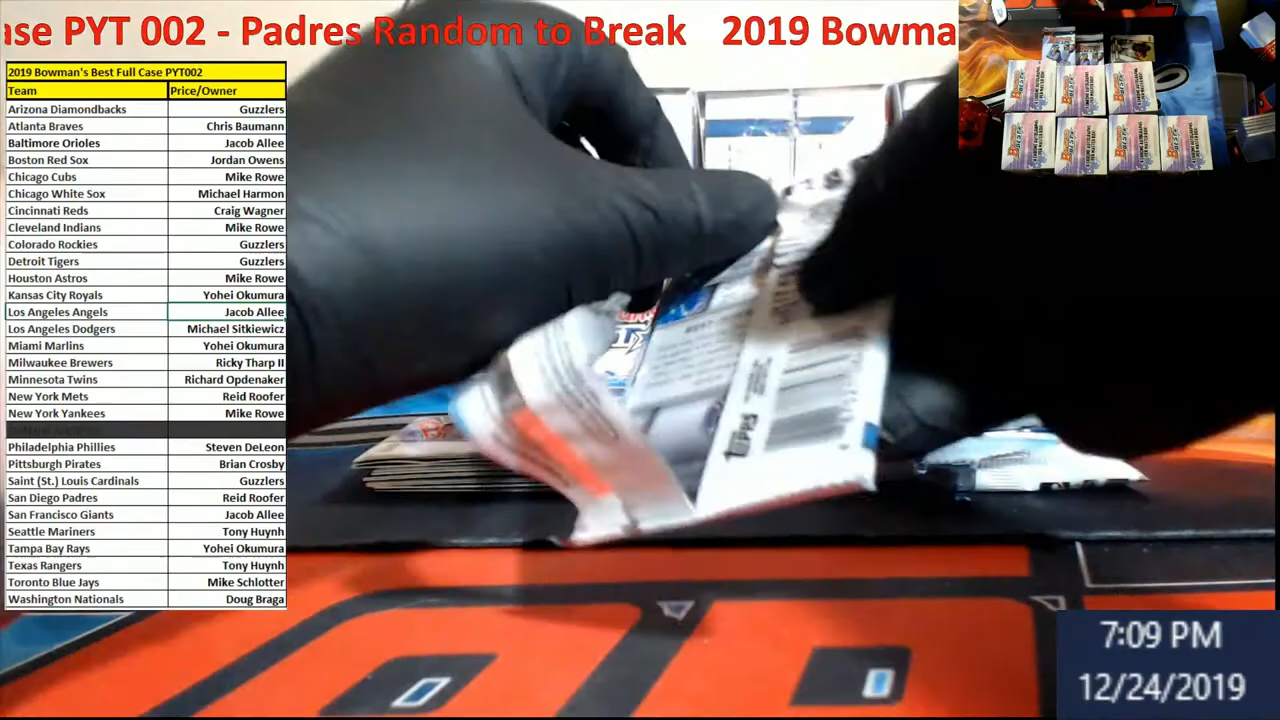 ase PYT 002 - Padres Random to Break 2019 Bowma
2019 Bowman's Best Full Case PYT002
Team Price/Owner
Arizona Diamondbacks Guzzlers
Atlanta Braves Chris Baumann
Baltimore Orioles Jacob Allee
Boston Red Sox Jordan Owens
Chicago Cubs Mike Rowe
Chicago White Sox Michael Harmon
Cincinnati Reds Craig Wagner
Cleveland Indians Mike Rowe
Colorado Rockies Guzzlers
Detroit Tigers Guzzlers
Houston Astros Mike Rowe
Kansas City Royals Yohei Okumura
Los Angeles Angels Jacob Allee
Los Angeles Dodgers Michael Sitkiewicz
Miami Marlins Yohei Okumura
Milwaukee Brewers Ricky Tharp II
Minnesota Twins Richard Opdenaker
New York Mets Reid Roofer
New York Yankees Mike Rowe
Philadelphia Phillies Steven DeLeon
Pittsburgh Pirates Brian Crosby
Saint (St.) Louis Cardinals Guzzlers
San Diego Padres Reid Roofer
San Francisco Giants Jacob Allee
Seattle Mariners Tony Huynh
Tampa Bay Rays Yohei Okumura
Texas Rangers Tony Huynh
Toronto Blue Jays Mike Schlotter
Washington Nationals Doug Braga
Topps
7:09 PM
12/24/2019